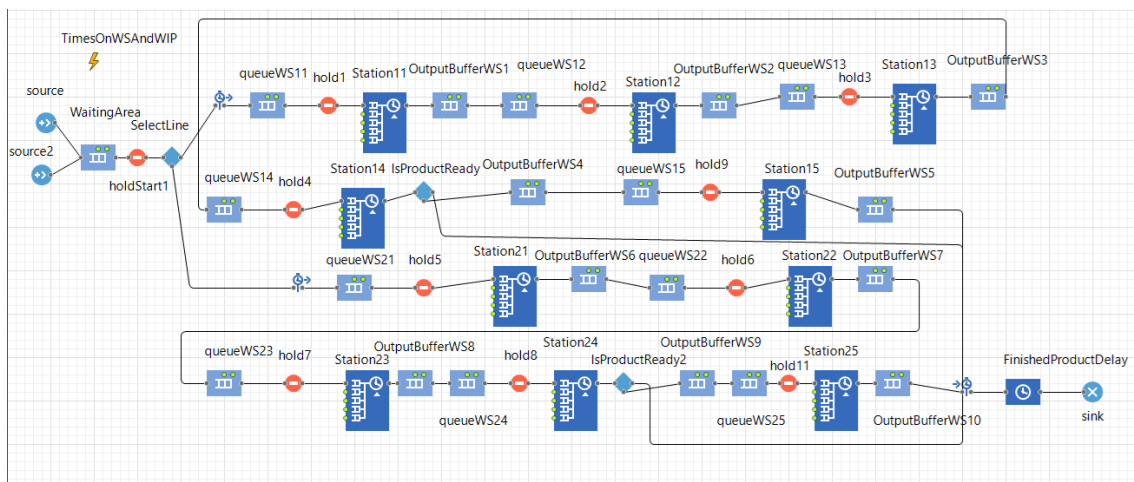 TimesOnWSAndWIP
source
WaitingArea
SelectLine
source2
holdStart1
queueWS11
hold1
Station11
OutputBufferWS1
queueWS12
hold2
Station12
OutputBufferWS2
queueWS13
hold3
Station13
OutputBufferWS3
queueWS14
hold4
Station14
IsProductReady
OutputBufferWS4
queueWS15
hold9
Station15
OutputBufferWS5
queueWS21
hold5
Station21
OutputBufferWS6
queueWS22
hold6
Station22
OutputBufferWS7
queueWS23
hold7
Station23
OutputBufferWS8
queueWS24
hold8
Station24
IsProductReady2
OutputBufferWS9
queueWS25
hold11
Station25
OutputBufferWS10
FinishedProductDelay
sink